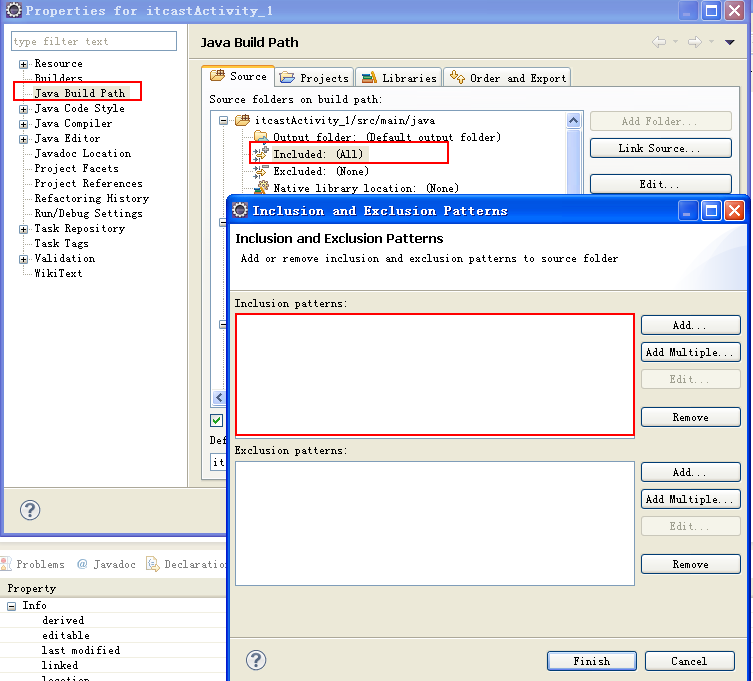 Properties for itcastActivity_1
type filter text
Resource
Builders
Java Build Path
Java Code Style
Java Compiler
Java Editor
Javadoc Location
Project Facets
Project References
Refactoring History
Run/Debug Settings
Task Repository
Task Tags
Validation
WikiText
Java Build Path
Source
Projects
Libraries
Order and Export
Source folders on build path:
itcastActivity_1/src/main/java
Output folder: (Default output folder)
Included: (All)
Excluded: (None)
Native library location: (None)
Add Folder...
Link Source...
Edit...
Def
it
Inclusion and Exclusion Patterns
Inclusion and Exclusion Patterns
Add or remove inclusion and exclusion patterns to source folder
Inclusion patterns:
Add...
Add Multiple...
Edit...
Remove
Exclusion patterns:
Add...
Add Multiple...
Edit...
Remove
Finish
Cancel
Problems
@ Javadoc
Declaratio
Property
Info
derived
editable
last modified
linked
location